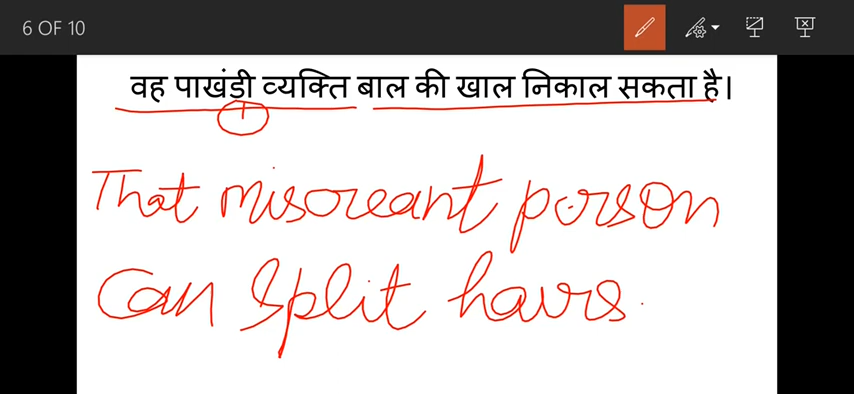 6 OF 10
वह पाखंडी व्यक्ति बाल की खाल निकाल सकता है।
That miscreant person
Can split hairs.